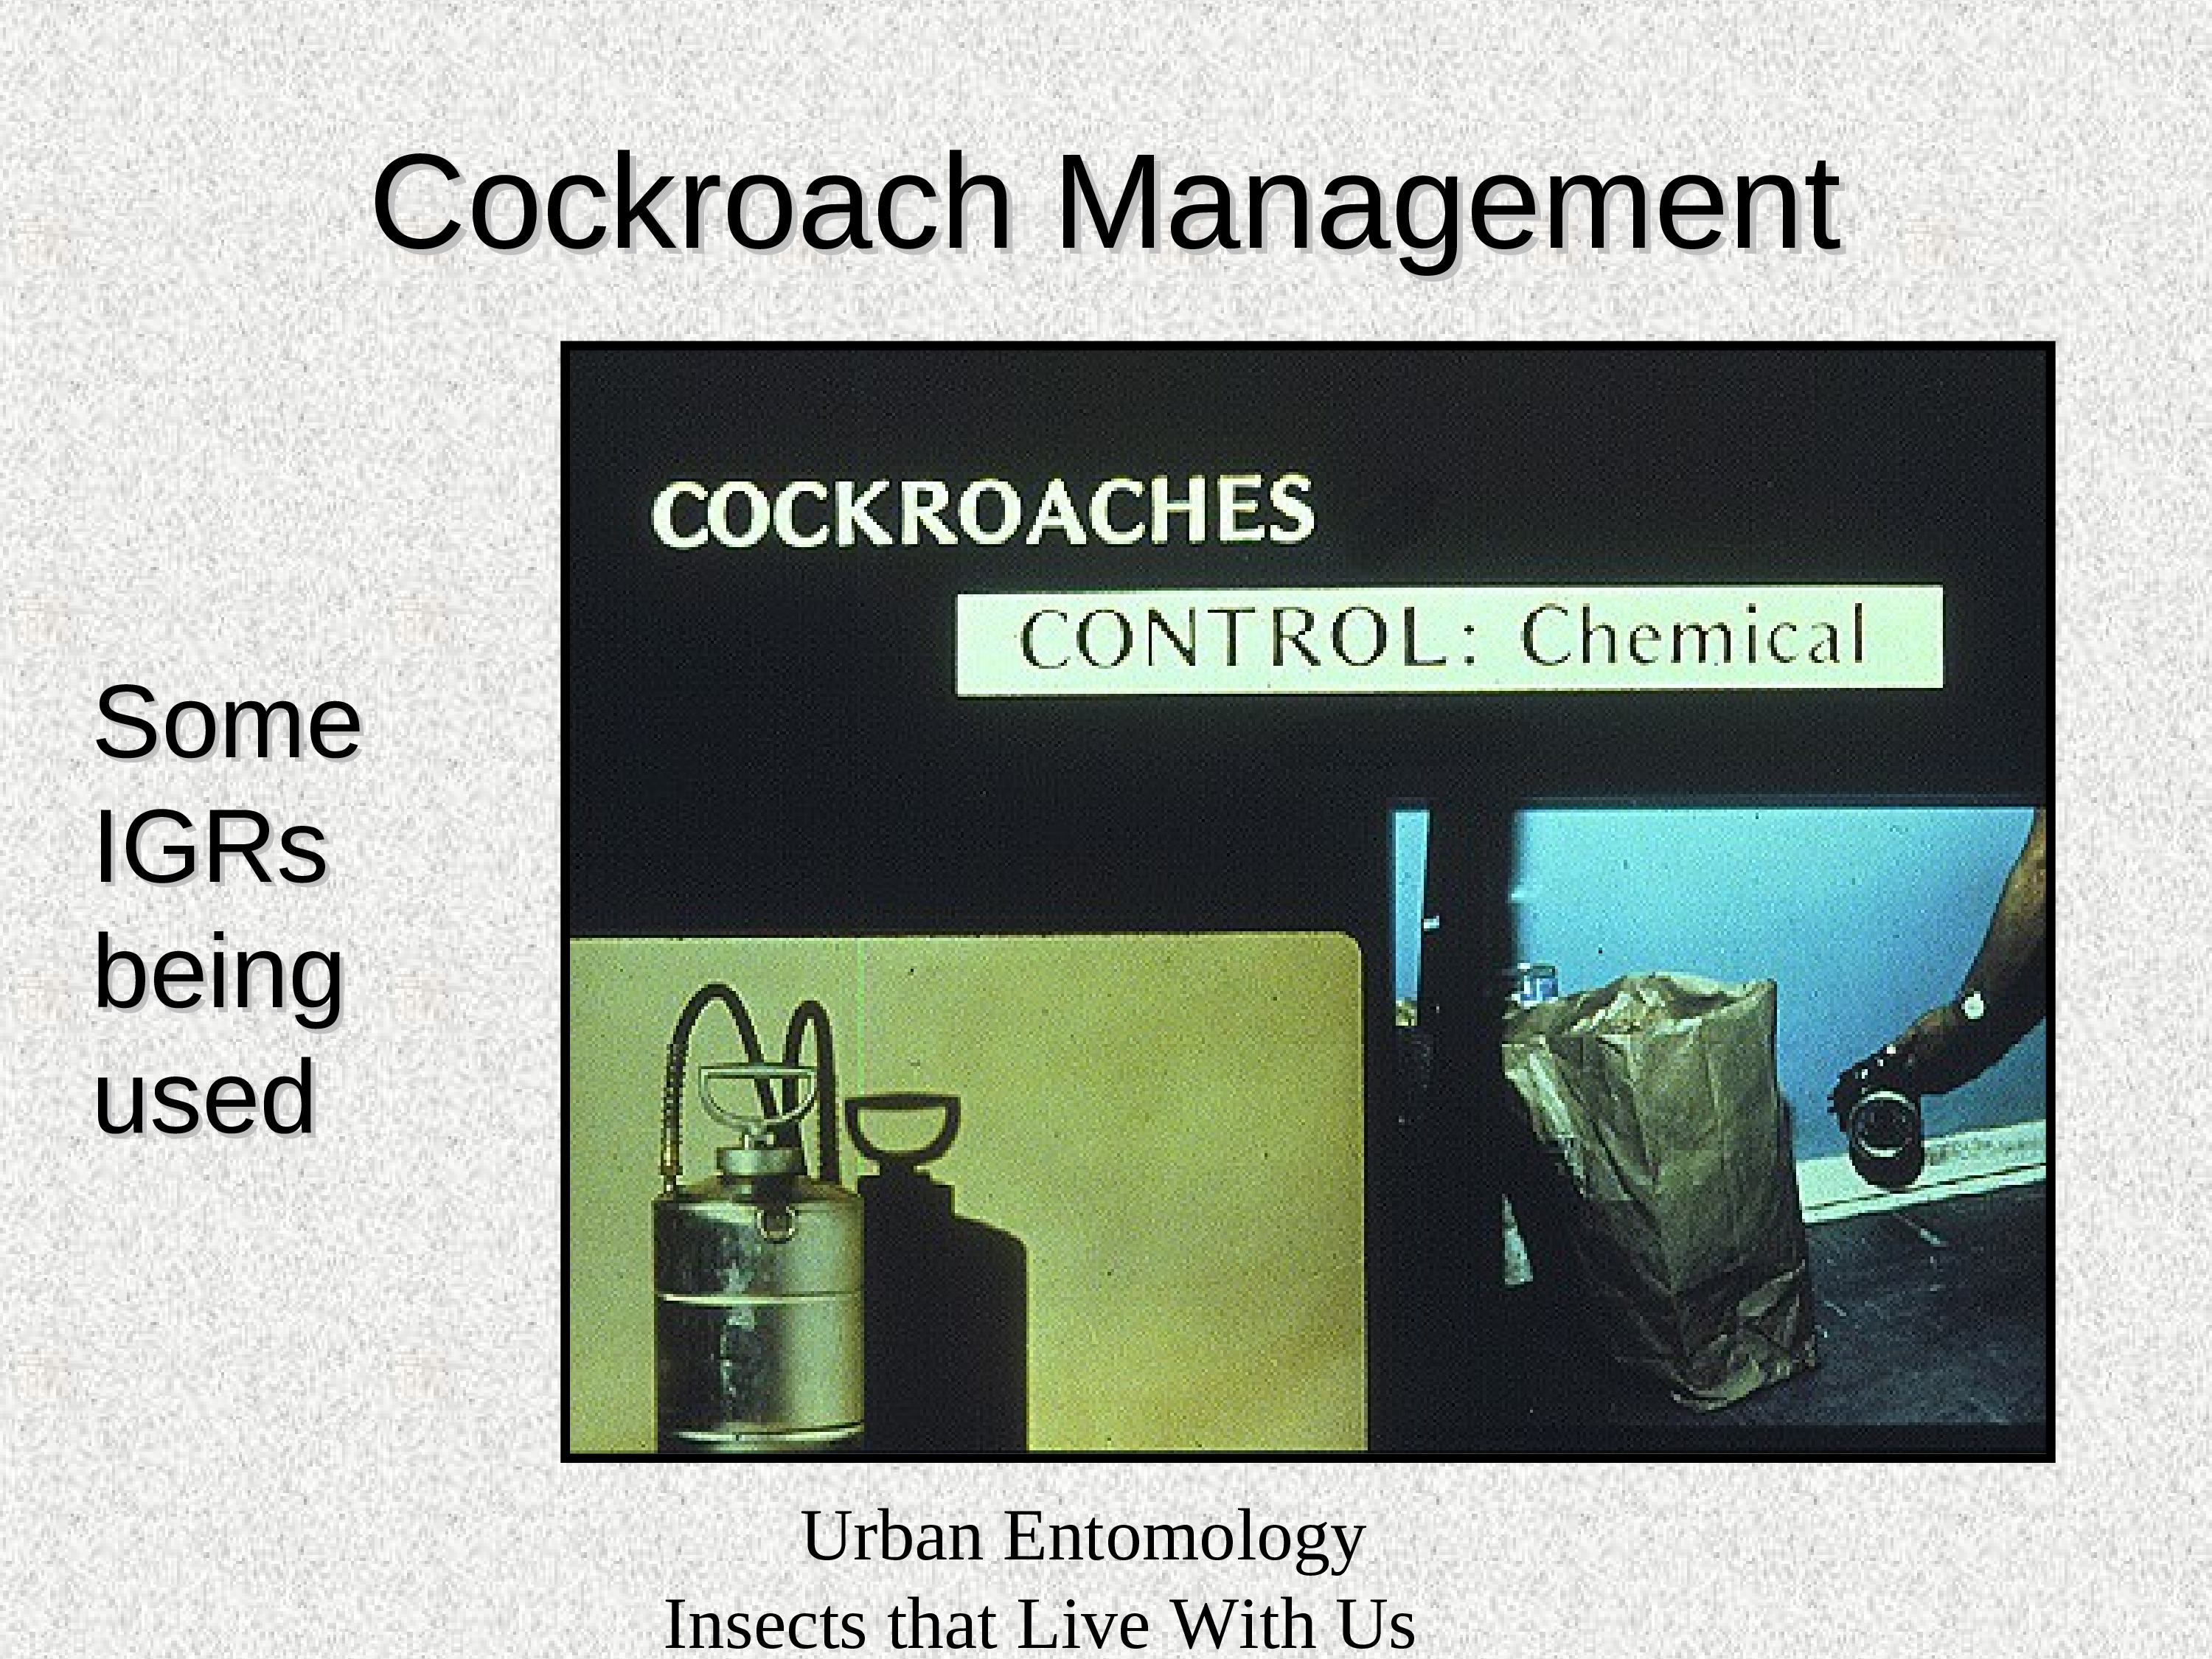 Cockroach Management
Some
IGRs
being
used
COCKROACHES
CONTROL: Chemical
Urban Entomology
Insects that Live With Us